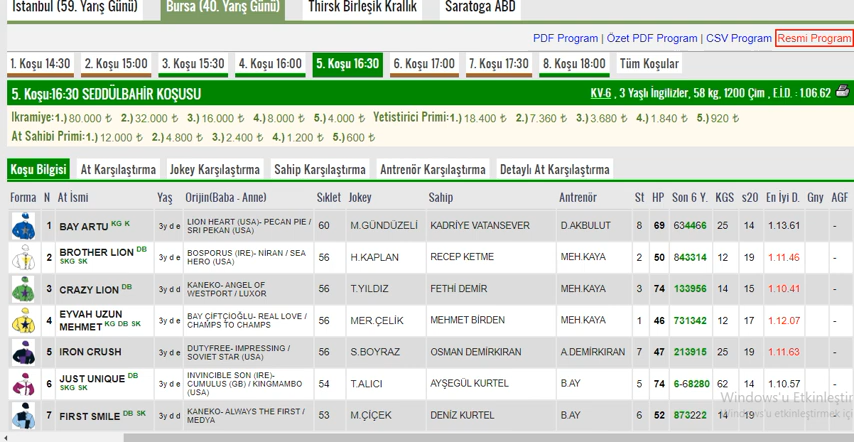 İstanbul (59. Yarış Günü) Bursa (40. Yarış Günü) Thirsk Birleşik Krallık Saratoga ABD
PDF Program | Özet PDF Program | CSV Program Resmi Program
1. Koşu 14:30 2. Koşu 15:00 3. Koşu 15:30 4. Koşu 16:00 5. Koşu 16:30 6. Koşu 17:00 7. Koşu 17:30 8. Koşu 18:00 Tüm Koşular
5. Koşu:16:30 SEDDÜLBAHİR KOŞUSU KV-6 , 3 Yaşlı İngilizler, 58 kg, 1200 Çim , E.İ.D. : 1.06.62
Ikramiye:1.) 80.000 ₺ 2.) 32.000 ₺ 3.) 16.000 ₺ 4.) 8.000 ₺ 5.) 4.000 ₺ Yetistirici Primi:1.) 18.400 ₺ 2.) 7.360 ₺ 3.) 3.680 ₺ 4.) 1.840 ₺ 5.) 920 ₺
At Sahibi Primi:1.) 12.000 ₺ 2.) 4.800 ₺ 3.) 2.400 ₺ 4.) 1.200 ₺ 5.) 600 ₺
Koşu Bilgisi At Karşılaştırma Jokey Karşılaştırma Sahip Karşılaştırma Antrenör Karşılaştırma Detaylı At Karşılaştırma
Forma N At İsmi Yaş Orijin(Baba - Anne) Sıklet Jokey Sahip Antrenör St HP Son 6 Y. KGS s20 En İyi D. Gny AGF
1 BAY ARTU KG K 3y d e LION HEART (USA)- PECAN PIE / SRI PEKAN (USA) 60 M.GÜNDÜZELİ KADRİYE VATANSEVER D.AKBULUT 8 69 634466 25 14 1.13.61 -
2 BROTHER LION DB SKG SK 3y d e BOSPORUS (IRE)- NIRAN / SEA HERO (USA) 56 H.KAPLAN RECEP KETME MEH.KAYA 2 50 843314 12 19 1.11.46 -
3 CRAZY LION DB 3y d d KANEKO- ANGEL OF WESTPORT / LUXOR 56 T.YILDIZ FETHİ DEMİR MEH.KAYA 3 74 133956 14 15 1.10.41 -
4 EYVAH UZUN MEHMET KG DB SK 3y d e BAY ÇİFTÇİOĞLU- REAL LOVE / CHAMPS TO CHAMPS 56 MER.ÇELİK MEHMET BİRDEN MEH.KAYA 1 46 731342 12 17 1.12.07 -
5 IRON CRUSH 3y d e DUTYFREE- IMPRESSING / SOVIET STAR (USA) 56 S.BOYRAZ OSMAN DEMİRKIRAN A.DEMİRKIRAN 7 47 213915 25 19 1.11.63 -
6 JUST UNIQUE DB SKG SK 3y d e INVINCIBLE SON (IRE)- CUMULUS (GB) / KINGMAMBO (USA) 54 T.ALICI AYŞEGÜL KURTEL B.AY 5 74 6-68280 62 14 1.10.57 -
7 FIRST SMILE DB SK 3y d d KANEKO- ALWAYS THE FIRST / MEDYA 53 M.ÇİÇEK DENİZ KURTEL B.AY 6 52 873222 14 19 -
Windows'u Etkinleştir
Windows'u etkinleştirmek iç